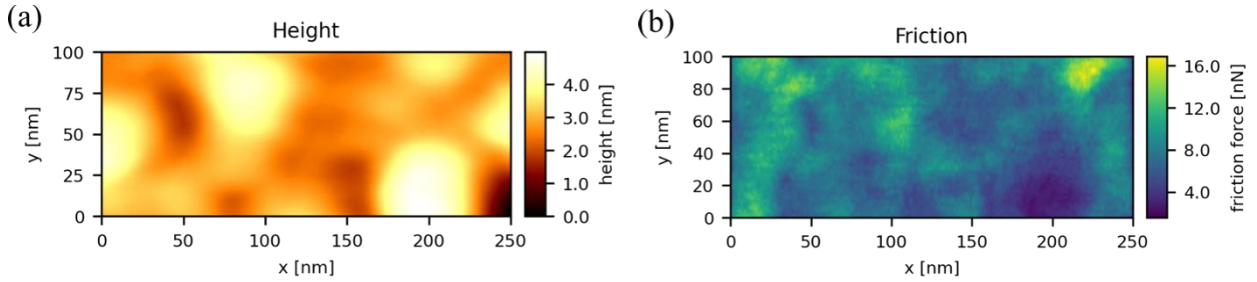 (a)
Height
100
75
50
25
0
y [nm]
0 50 100 150 200 250
x [nm]
4.0
3.0
2.0
1.0
0.0
height [nm]
(b)
Friction
100
80
60
40
20
0
y [nm]
0 50 100 150 200 250
x [nm]
16.0
12.0
8.0
4.0
friction force [nN]